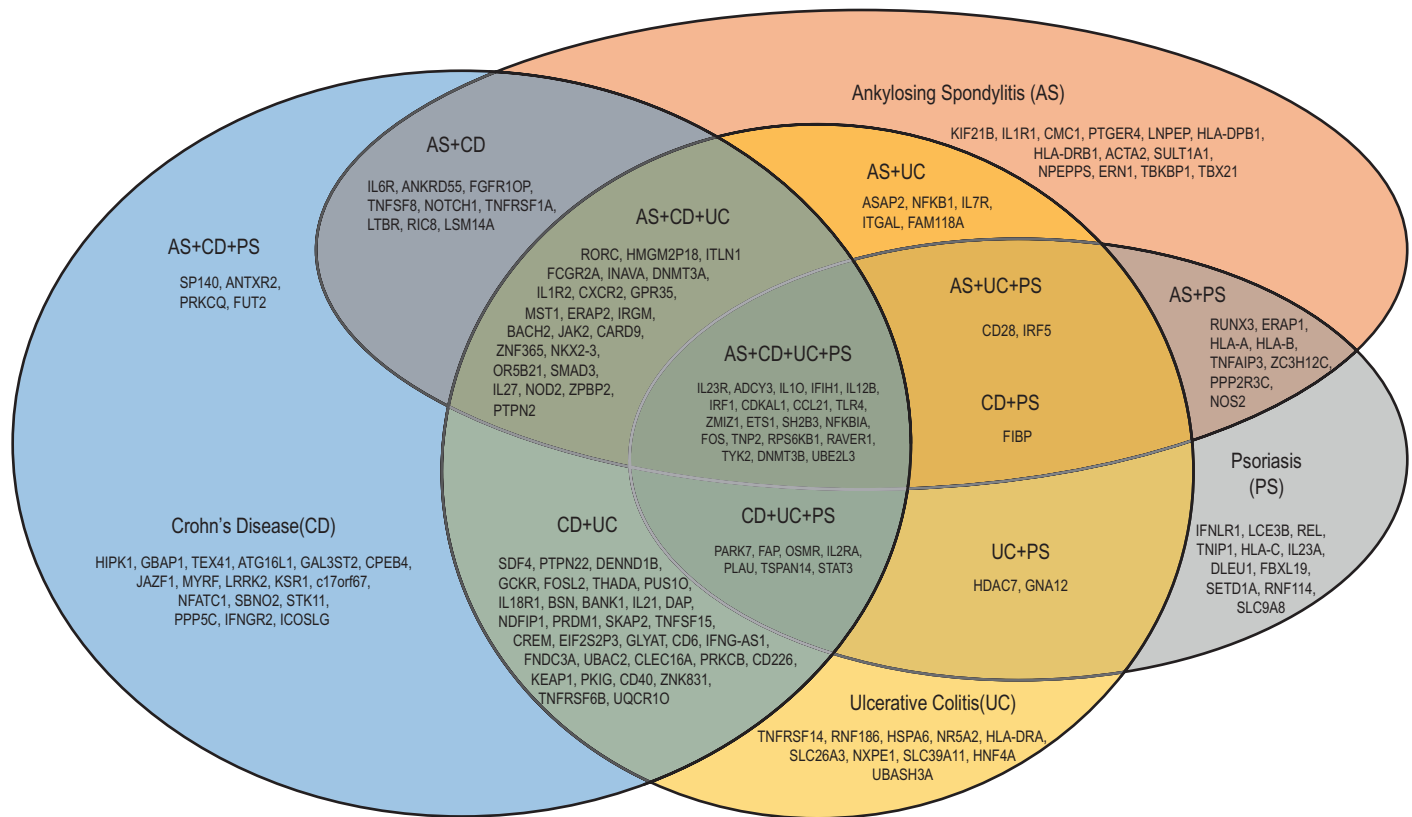 Ankylosing Spondylitis (AS)
KIF21B, IL1R1, CMC1, PTGER4, LNPEP, HLA-DPB1,
HLA-DRB1, ACTA2, SULT1A1,
NPEPPS, ERN1, TBKBP1, TBX21
AS+CD
IL6R, ANKRD55, FGFR1OP,
TNFSF8, NOTCH1, TNFRSF1A,
LTBR, RIC8, LSM14A
AS+UC
ASAP2, NFKB1, IL7R,
ITGAL, FAM118A
AS+CD+PS
SP140, ANTXR2,
PRKCQ, FUT2
AS+CD+UC
RORC, HMGM2P18, ITLN1
FCGR2A, INAVA, DNMT3A,
IL1R2, CXCR2, GPR35,
MST1, ERAP2, IRGM,
BACH2, JAK2, CARD9,
ZNF365, NKX2-3,
OR5B21, SMAD3,
IL27, NOD2, ZPBP2,
PTPN2
AS+UC+PS
CD28, IRF5
AS+PS
RUNX3, ERAP1,
HLA-A, HLA-B,
TNFAIP3, ZC3H12C,
PPP2R3C,
NOS2
AS+CD+UC+PS
IL23R, ADCY3, IL1O, IFIH1, IL12B,
IRF1, CDKAL1, CCL21, TLR4,
ZMIZ1, ETS1, SH2B3, NFKBIA,
FOS, TNP2, RPS6KB1, RAVER1,
TYK2, DNMT3B, UBE2L3
CD+PS
FIBP
Psoriasis
(PS)
IFNLR1, LCE3B, REL,
TNIP1, HLA-C, IL23A,
DLEU1, FBXL19,
SETD1A, RNF114,
SLC9A8
Crohn's Disease(CD)
HIPK1, GBAP1, TEX41, ATG16L1, GAL3ST2, CPEB4,
JAZF1, MYRF, LRRK2, KSR1, c17orf67,
NFATC1, SBNO2, STK11,
PPP5C, IFNGR2, ICOSLG
CD+UC
SDF4, PTPN22, DENND1B,
GCKR, FOSL2, THADA, PUS1O,
IL18R1, BSN, BANK1, IL21, DAP,
NDFIP1, PRDM1, SKAP2, TNFSF15,
CREM, EIF2S2P3, GLYAT, CD6, IFNG-AS1,
FNDC3A, UBAC2, CLEC16A, PRKCB, CD226,
KEAP1, PKIG, CD40, ZNK831,
TNFRSF6B, UQCR1O
CD+UC+PS
PARK7, FAP, OSMR, IL2RA,
PLAU, TSPAN14, STAT3
UC+PS
HDAC7, GNA12
Ulcerative Colitis(UC)
TNFRSF14, RNF186, HSPA6, NR5A2, HLA-DRA,
SLC26A3, NXPE1, SLC39A11, HNF4A
UBASH3A